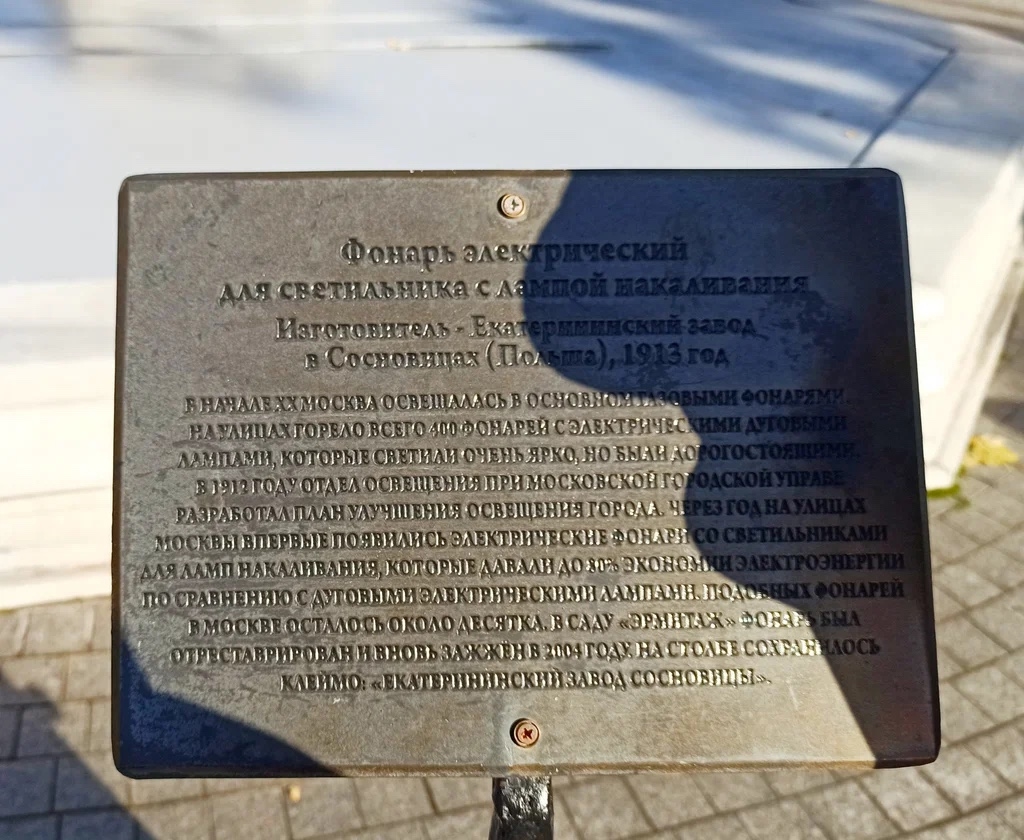 Фонарь электрический
для светильника с лампой накаливания
Изготовитель - Екатерининский завод
в Сосновицах (Польша), 1913 год
В НАЧАЛЕ XX МОСКВА ОСВЕЩАЛАСЬ В ОСНОВНОМ ГАЗОВЫМИ ФОНАРЯМИ.
НА УЛИЦАХ ГОРЕЛО ВСЕГО 400 ФОНАРЕЙ С ЭЛЕКТРИЧЕСКИМИ ДУГОВЫМИ
ЛАМПАМИ, КОТОРЫЕ СВЕТИЛИ ОЧЕНЬ ЯРКО, НО БЫЛИ ДОРОГОСТОЯЩИМИ.
В 1912 ГОДУ ОТДЕЛ ОСВЕЩЕНИЯ ПРИ МОСКОВСКОЙ ГОРОДСКОЙ УПРАВЕ
РАЗРАБОТАЛ ПЛАН УЛУЧШЕНИЯ ОСВЕЩЕНИЯ ГОРОДА. ЧЕРЕЗ ГОД НА УЛИЦАХ
МОСКВЫ ВПЕРВЫЕ ПОЯВИЛИСЬ ЭЛЕКТРИЧЕСКИЕ ФОНАРИ СО СВЕТИЛЬНИКАМИ
ДЛЯ ЛАМП НАКАЛИВАНИЯ, КОТОРЫЕ ДАВАЛИ ДО 80% ЭКОНОМИИ ЭЛЕКТРОЭНЕРГИИ
ПО СРАВНЕНИЮ С ДУГОВЫМИ ЭЛЕКТРИЧЕСКИМИ ЛАМПАМИ. ПОДОБНЫХ ФОНАРЕЙ
В МОСКВЕ ОСТАЛОСЬ ОКОЛО ДЕСЯТКА. В САДУ «ЭРМИТАЖ» ФОНАРЬ БЫЛ
ОТРЕСТАВРИРОВАН И ВНОВЬ ЗАЖЖЁН В 2004 ГОДУ. НА СТОЛБЕ СОХРАНИЛОСЬ
КЛЕЙМО: «ЕКАТЕРИНИНСКИЙ ЗАВОД СОСНОВИЦЫ».